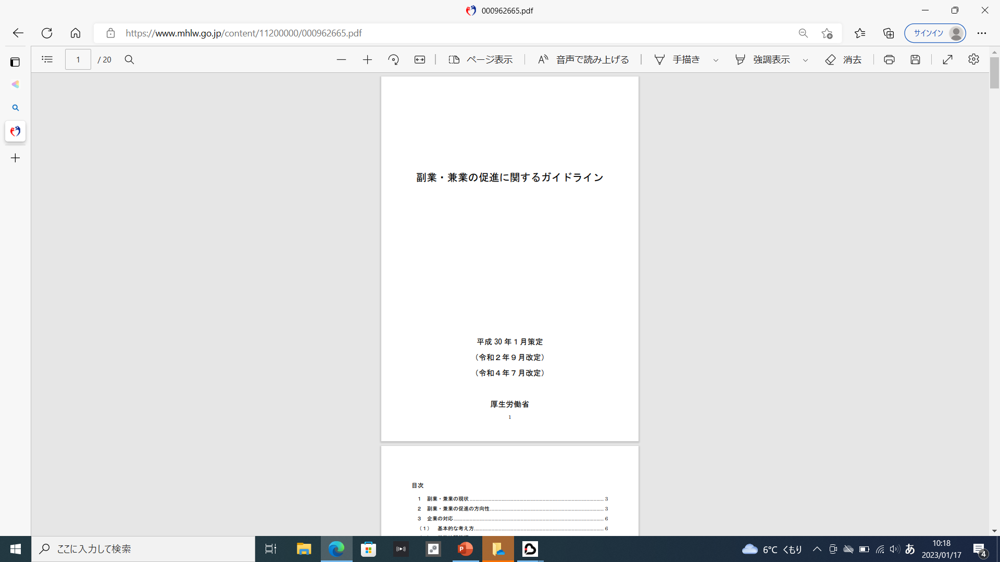 000962665.pdf
https://www.mhlw.go.jp/content/11200000/000962665.pdf
サインイン
1 / 20
ページ表示
音声で読み上げる
手描き
強調表示
消去
副業・兼業の促進に関するガイドライン
平成 30 年１月策定
（令和２年９月改定）
（令和４年７月改定）
厚生労働省
1
目次
１ 副業・兼業の現状 3
２ 副業・兼業の促進の方向性 3
３ 企業の対応 6
（１） 基本的な考え方 6
ここに入力して検索
6°C くもり
あ
10:18
2023/01/17
4